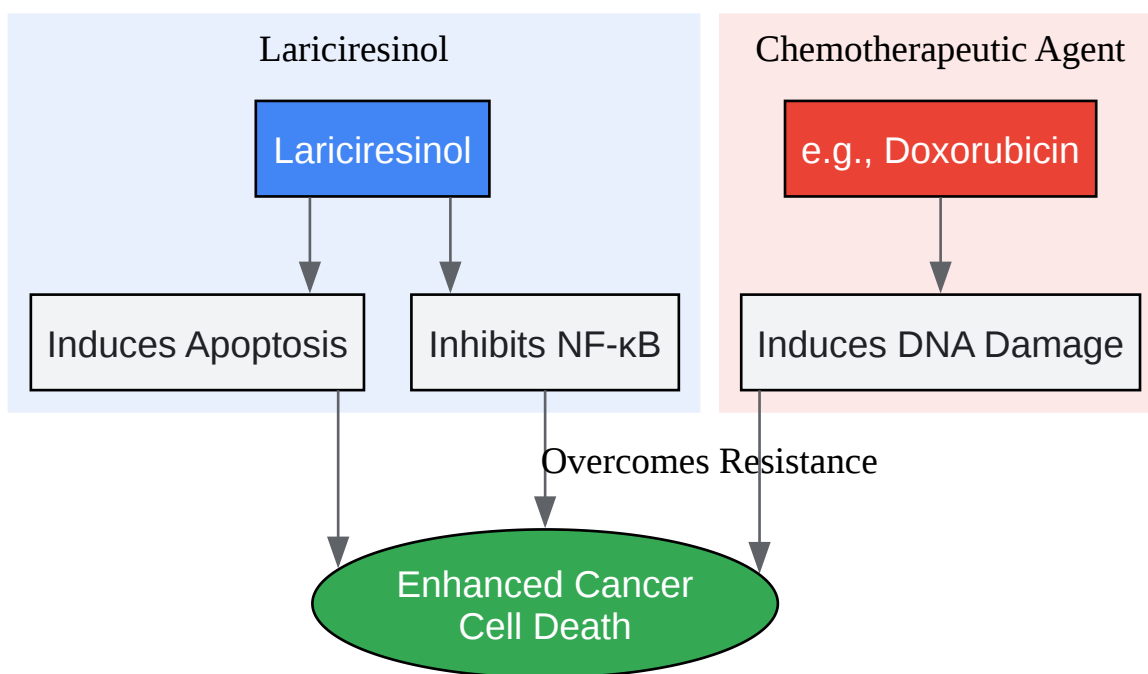 Lariciresinol
Chemotherapeutic Agent
Lariciresinol
e.g., Doxorubicin
Induces Apoptosis
Inhibits NF-κB
Induces DNA Damage
Overcomes Resistance
Enhanced Cancer
Cell Death